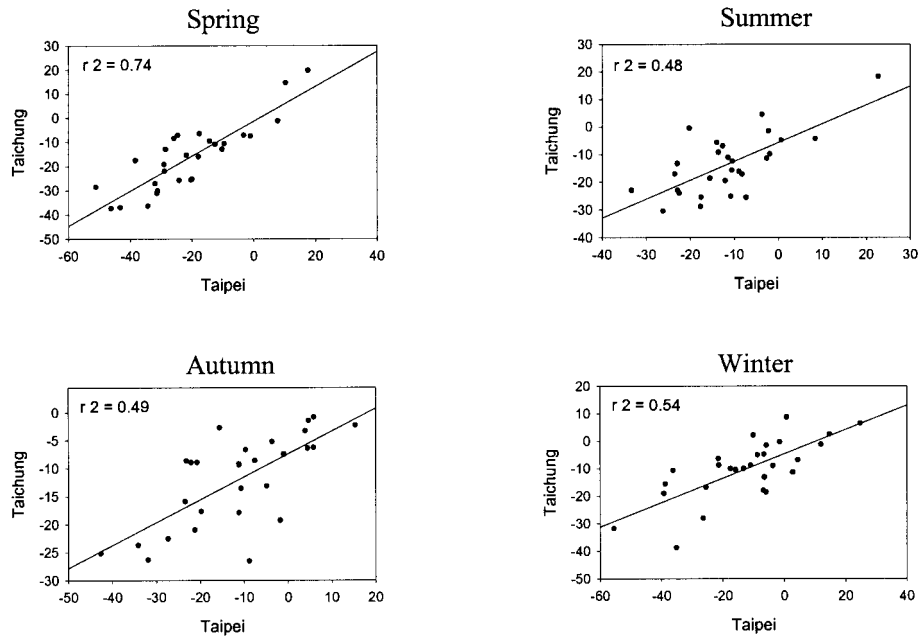 Spring
r 2 = 0.74
Taichung
30
20
10
0
-10
-20
-30
-40
-50
-60 -40 -20 0 20 40
Taipei
Summer
r 2 = 0.48
Taichung
30
20
10
0
-10
-20
-30
-40
-40 -30 -20 -10 0 10 20 30
Taipei
Autumn
r 2 = 0.49
Taichung
0
-5
-10
-15
-20
-25
-30
-50 -40 -30 -20 -10 0 10 20
Taipei
Winter
r 2 = 0.54
Taichung
20
10
0
-10
-20
-30
-40
-50
-60 -40 -20 0 20 40
Taipei